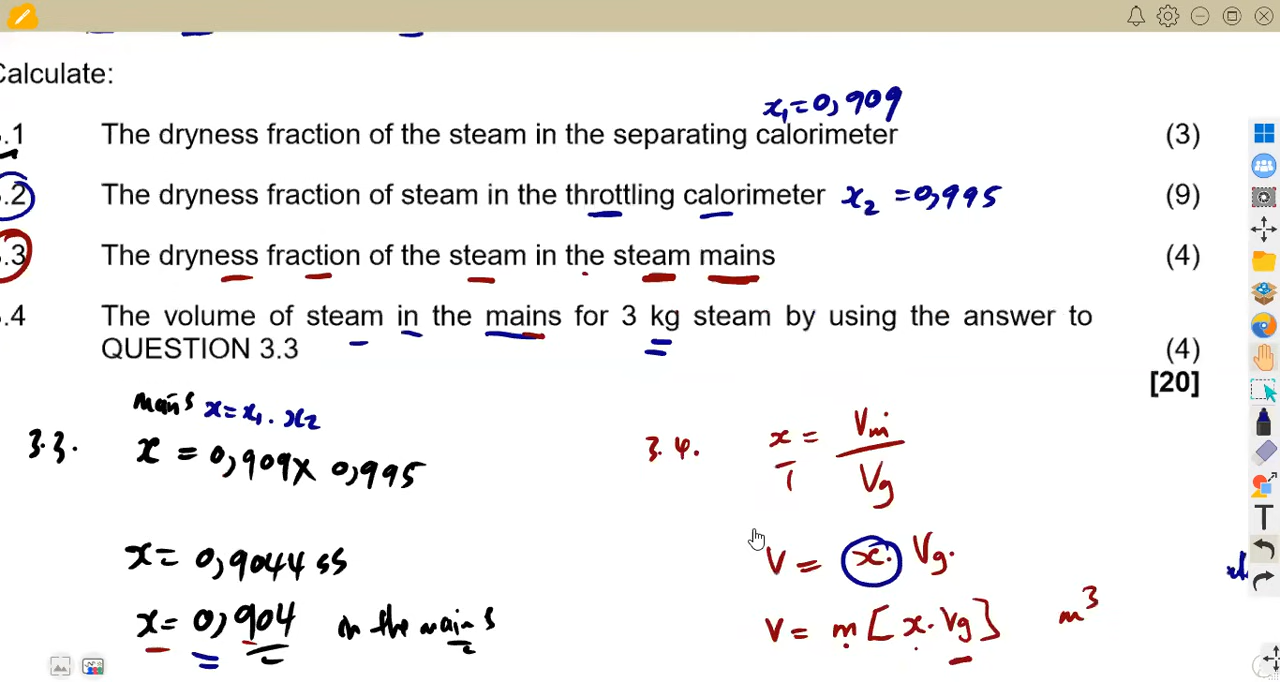 Calculate:
x₁=0,909
.1 The dryness fraction of the steam in the separating calorimeter (3)
.2 The dryness fraction of steam in the throttling calorimeter x₂ =0,995 (9)
.3 The dryness fraction of the steam in the steam mains (4)
.4 The volume of steam in the mains for 3 kg steam by using the answer to
QUESTION 3.3 (4)
[20]
mains x=x₁.x₂
3.3. x = 0,909x 0,995
x= 0,904455
x= 0,904 in the mains
3.4. x/1 = Vm/Vg
V = x. Vg.
V= m[x.Vg] m³
T